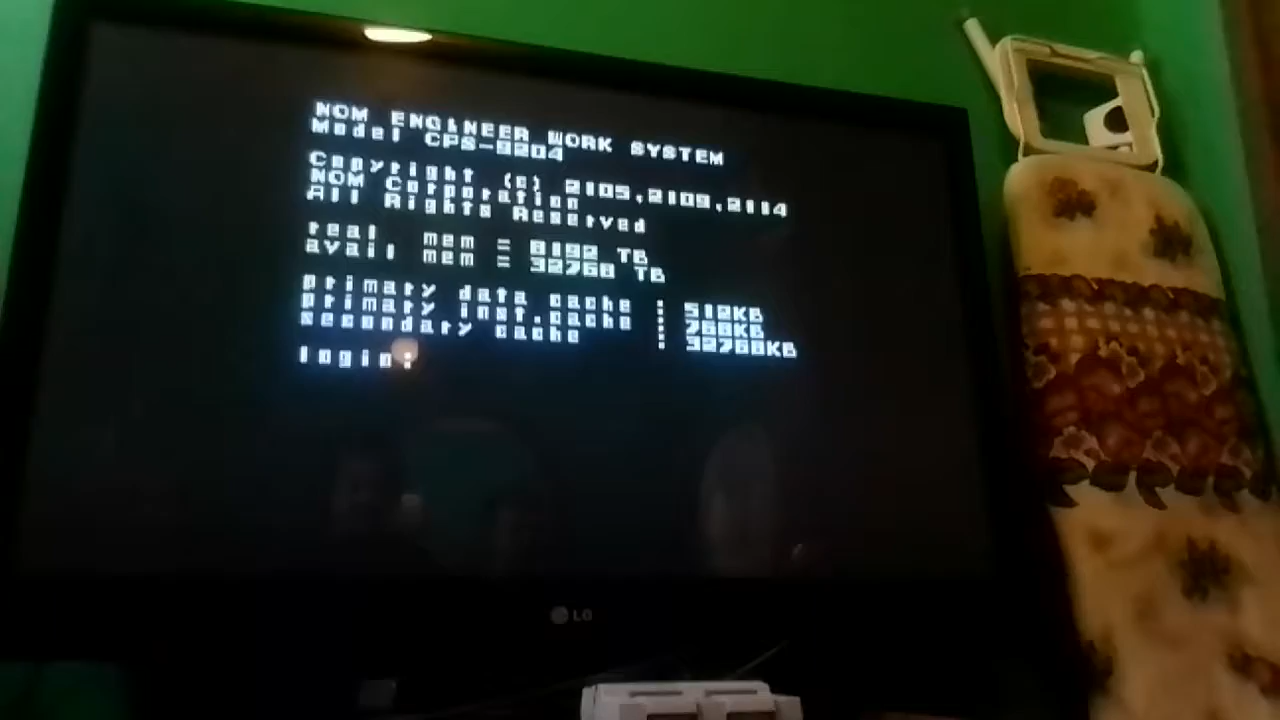 NOM ENGINEER WORK SYSTEM
Model CPS-9204
Copyright (c) 2105,2109,2114
NOM Corporation
All Rights Reserved
real mem = 8192 TB
avail mem = 32768 TB
primary data cache : 512KB
primary inst.cache : 768KB
secondary cache : 32768KB
login:
LG